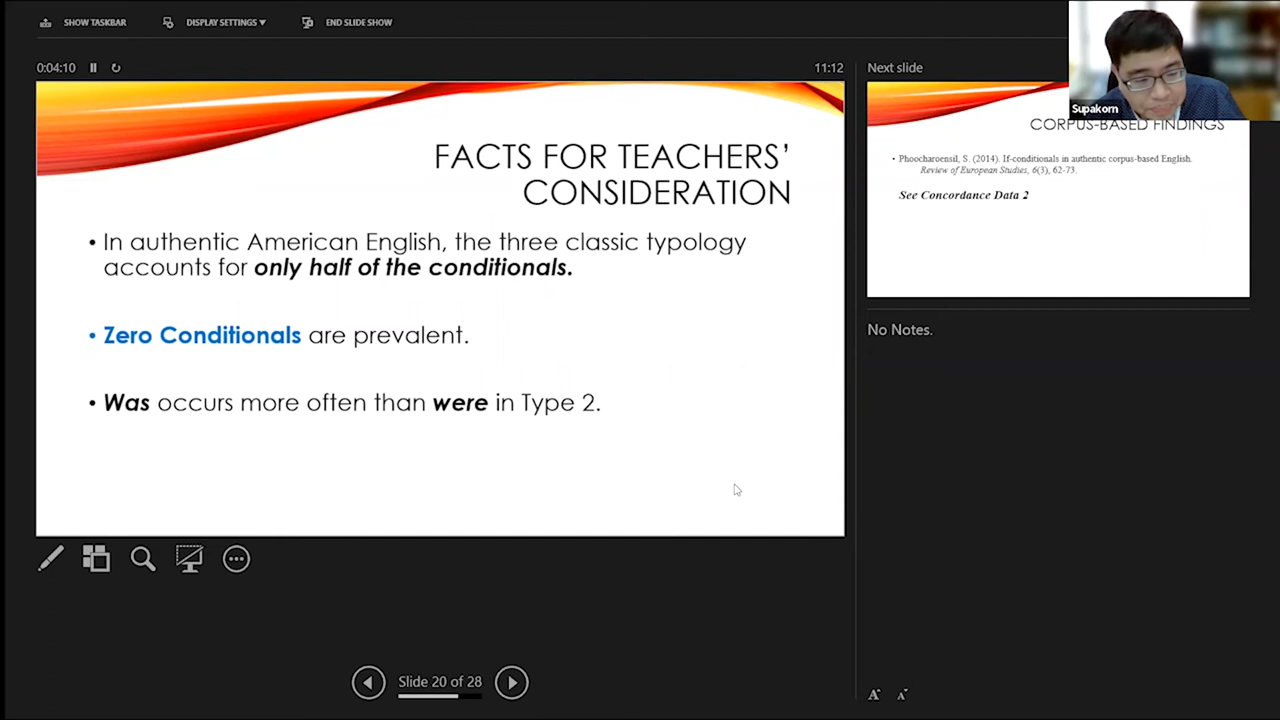 SHOW TASKBAR
DISPLAY SETTINGS ▼
END SLIDE SHOW
0:04:10
11:12
Next slide
Supakorn
FACTS FOR TEACHERS’
CONSIDERATION
• In authentic American English, the three classic typology
accounts for only half of the conditionals.
• Zero Conditionals are prevalent.
• Was occurs more often than were in Type 2.
CORPUS-BASED FINDINGS
• Phoocharoensil, S. (2014). If-conditionals in authentic corpus-based English.
Review of European Studies, 6(3), 62-73.
See Concordance Data 2
No Notes.
Slide 20 of 28
A A